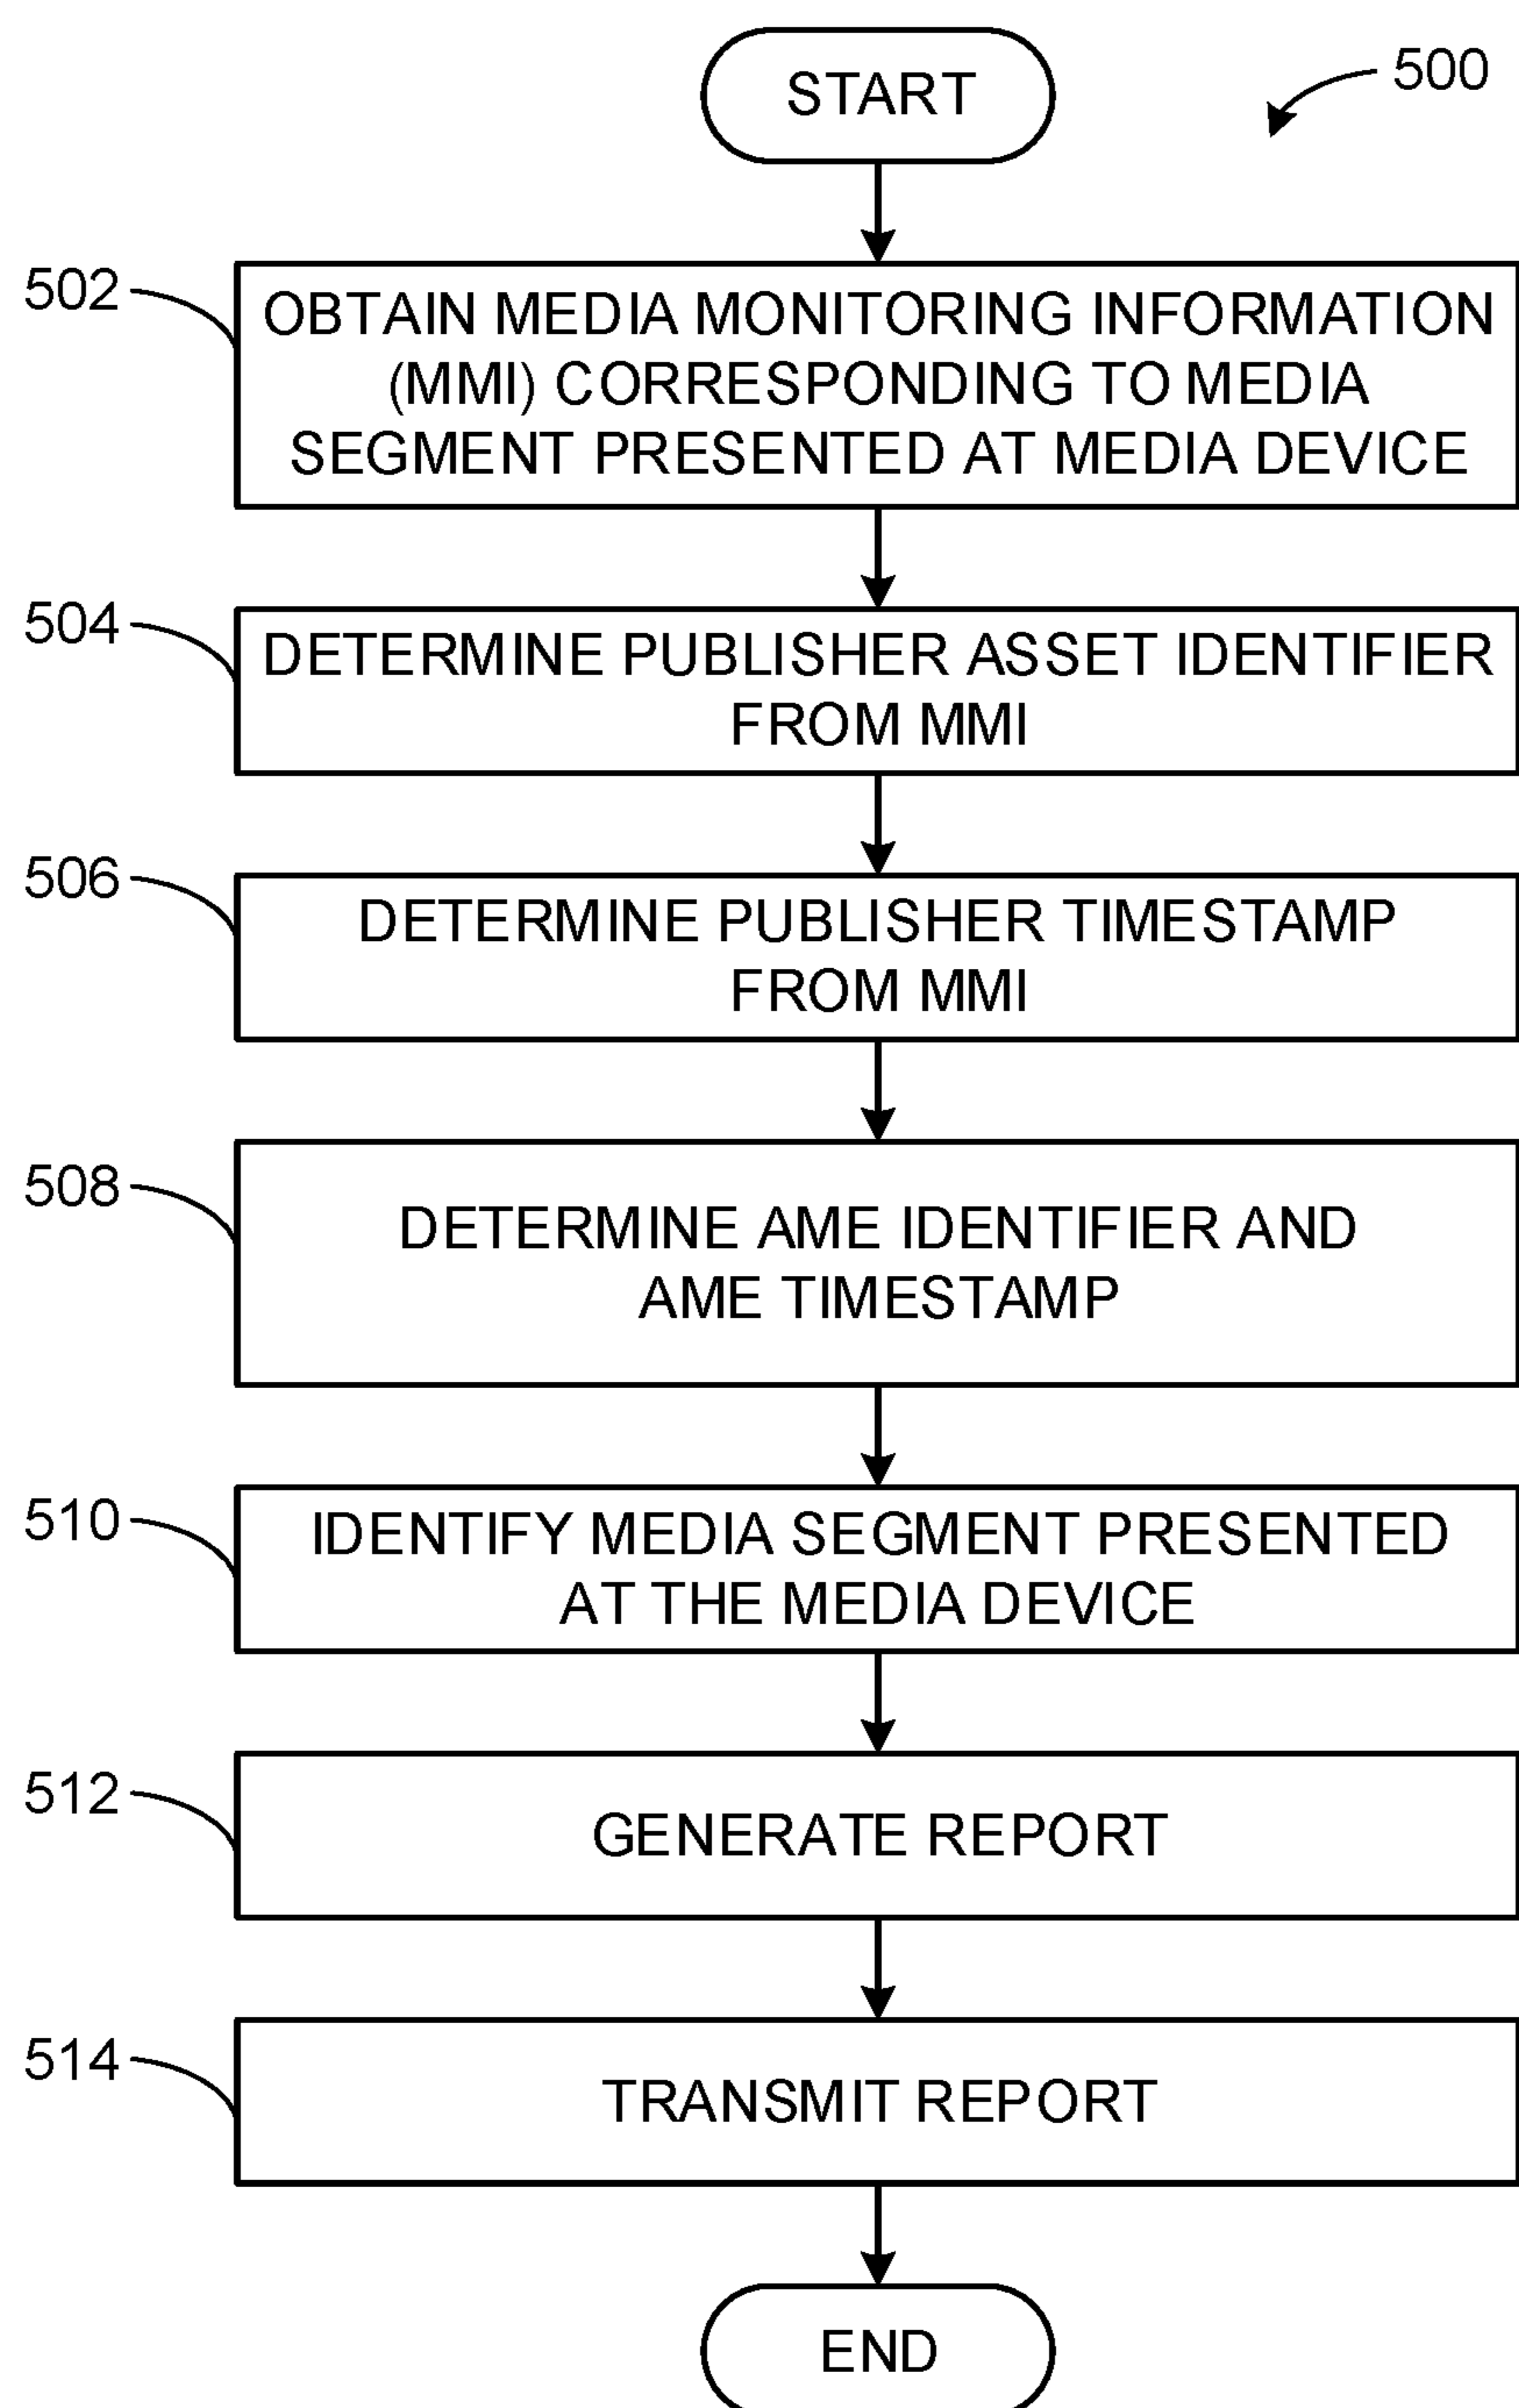 START
500
502
OBTAIN MEDIA MONITORING INFORMATION
(MMI) CORRESPONDING TO MEDIA
SEGMENT PRESENTED AT MEDIA DEVICE
504
DETERMINE PUBLISHER ASSET IDENTIFIER
FROM MMI
506
DETERMINE PUBLISHER TIMESTAMP
FROM MMI
508
DETERMINE AME IDENTIFIER AND
AME TIMESTAMP
510
IDENTIFY MEDIA SEGMENT PRESENTED
AT THE MEDIA DEVICE
512
GENERATE REPORT
514
TRANSMIT REPORT
END